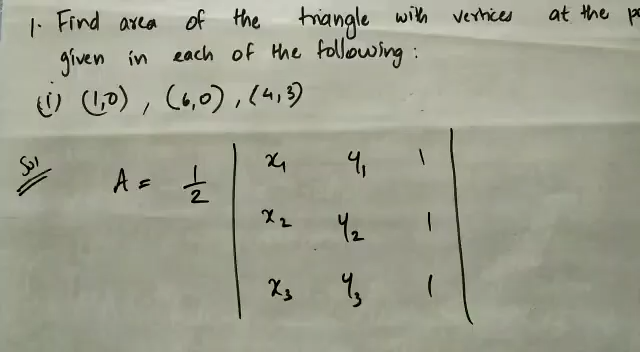 1. Find area of the triangle with vertices at the
given in each of the following :
(i) (1,0) , (6,0) , (4,3)
Sol
A = 1/2 | x₁ y₁ 1 |
| x₂ y₂ 1 |
| x₃ y₃ 1 |